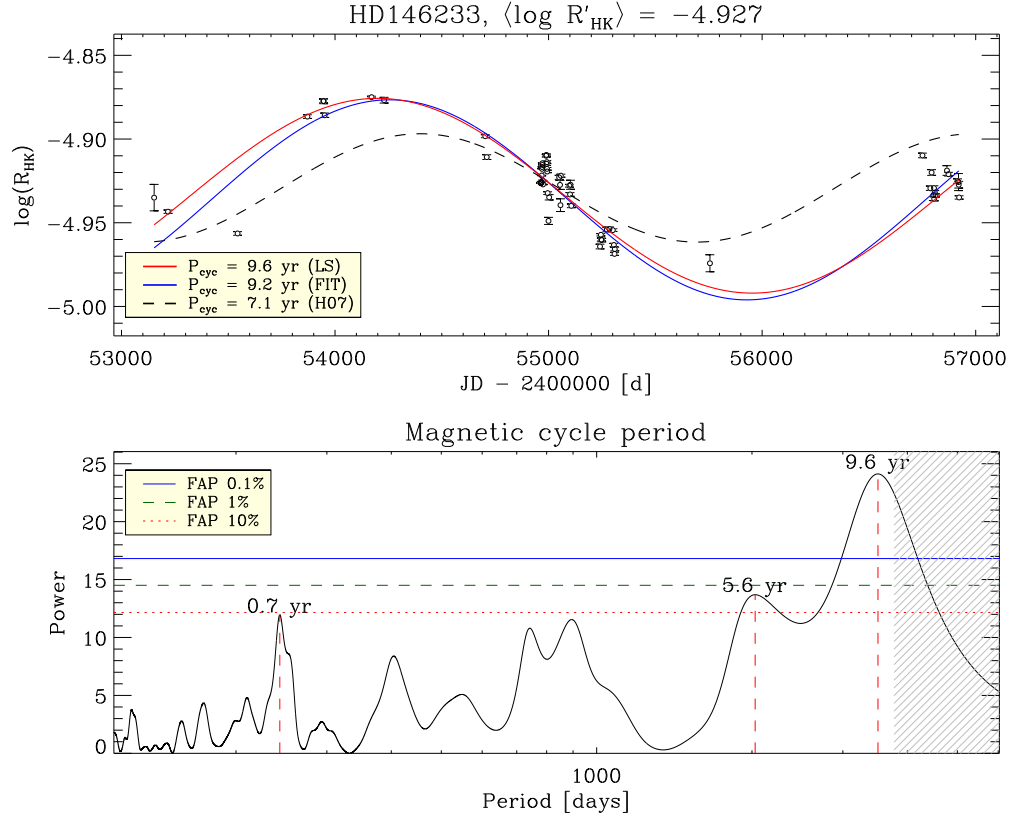 HD146233, ⟨log R'HK⟩ = −4.927
−4.85
−4.90
−4.95
−5.00
log(RHK)
Pcyc = 9.6 yr (LS)
Pcyc = 9.2 yr (FIT)
Pcyc = 7.1 yr (H07)
53000 54000 55000 56000 57000
JD − 2400000 [d]
Magnetic cycle period
25
20
15
10
5
0
Power
FAP 0.1%
FAP 1%
FAP 10%
9.6 yr
5.6 yr
0.7 yr
1000
Period [days]